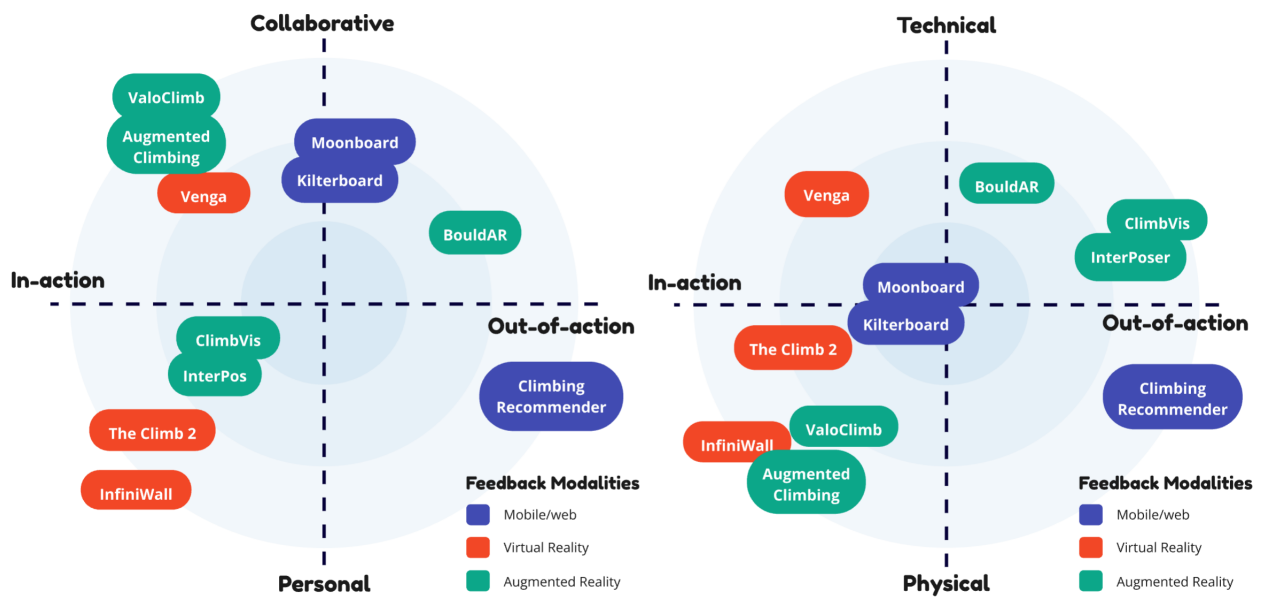 Collaborative
ValoClimb
Augmented
Climbing
Moonboard
Kilterboard
Venga
BouldAR
In-action
Out-of-action
ClimbVis
InterPos
Climbing
Recommender
The Climb 2
InfiniWall
Feedback Modalities
Mobile/web
Virtual Reality
Augmented Reality
Personal
Technical
BouldAR
Venga
ClimbVis
InterPoser
In-action
Moonboard
Out-of-action
Kilterboard
The Climb 2
Climbing
Recommender
ValoClimb
InfiniWall
Augmented
Climbing
Feedback Modalities
Mobile/web
Virtual Reality
Augmented Reality
Physical